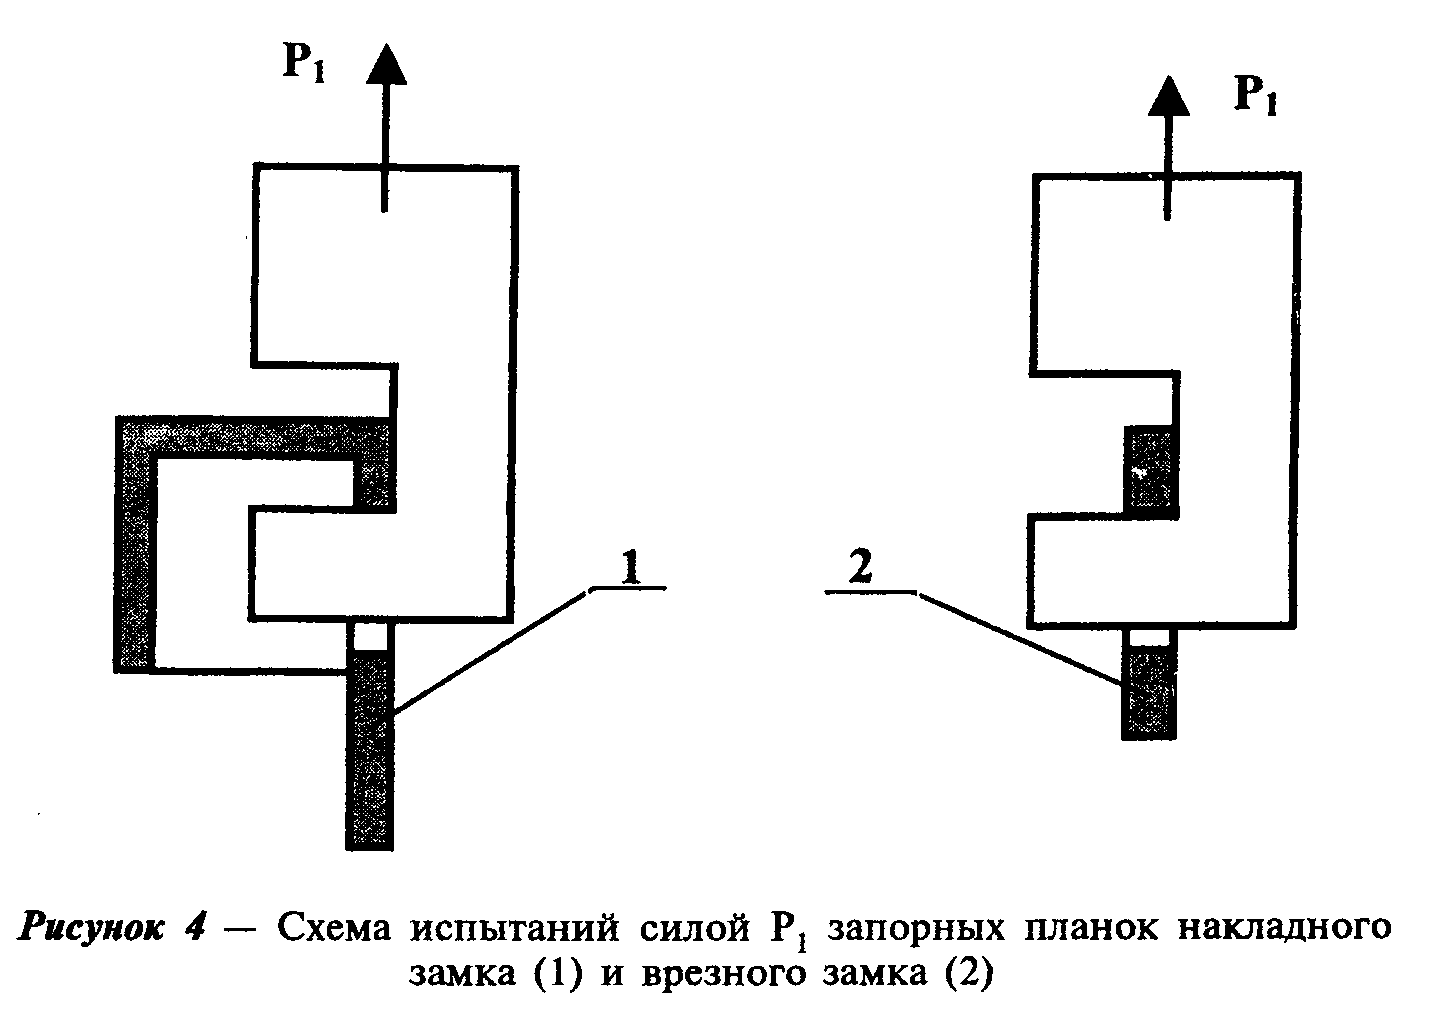 P₁
P₁
1
2
Рисунок 4 — Схема испытаний силой P₁ запорных планок накладного
замка (1) и врезного замка (2)